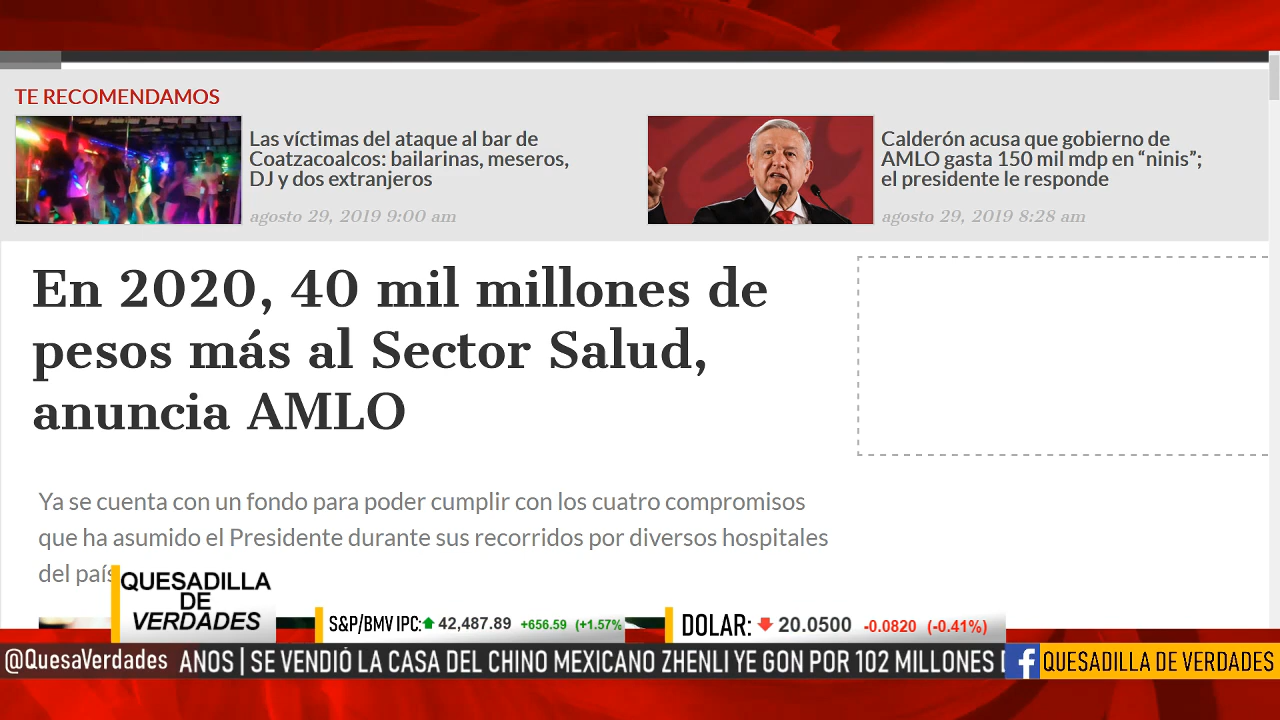 TE RECOMENDAMOS
Las víctimas del ataque al bar de
Coatzacoalcos: bailarinas, meseros,
DJ y dos extranjeros
agosto 29, 2019 9:00 am
Calderón acusa que gobierno de
AMLO gasta 150 mil mdp en “ninis”;
el presidente le responde
agosto 29, 2019 8:28 am
En 2020, 40 mil millones de
pesos más al Sector Salud,
anuncia AMLO
Ya se cuenta con un fondo para poder cumplir con los cuatro compromisos
que ha asumido el Presidente durante sus recorridos por diversos hospitales
del país
QUESADILLA
DE
VERDADES
S&P/BMV IPC: 42,487.89 +656.59 (+1.57%
DOLAR: 20.0500 -0.0820 (-0.41%)
@QuesaVerdades ANOS | SE VENDIÓ LA CASA DEL CHINO MEXICANO ZHENLI YE GON POR 102 MILLONES
f QUESADILLA DE VERDADES